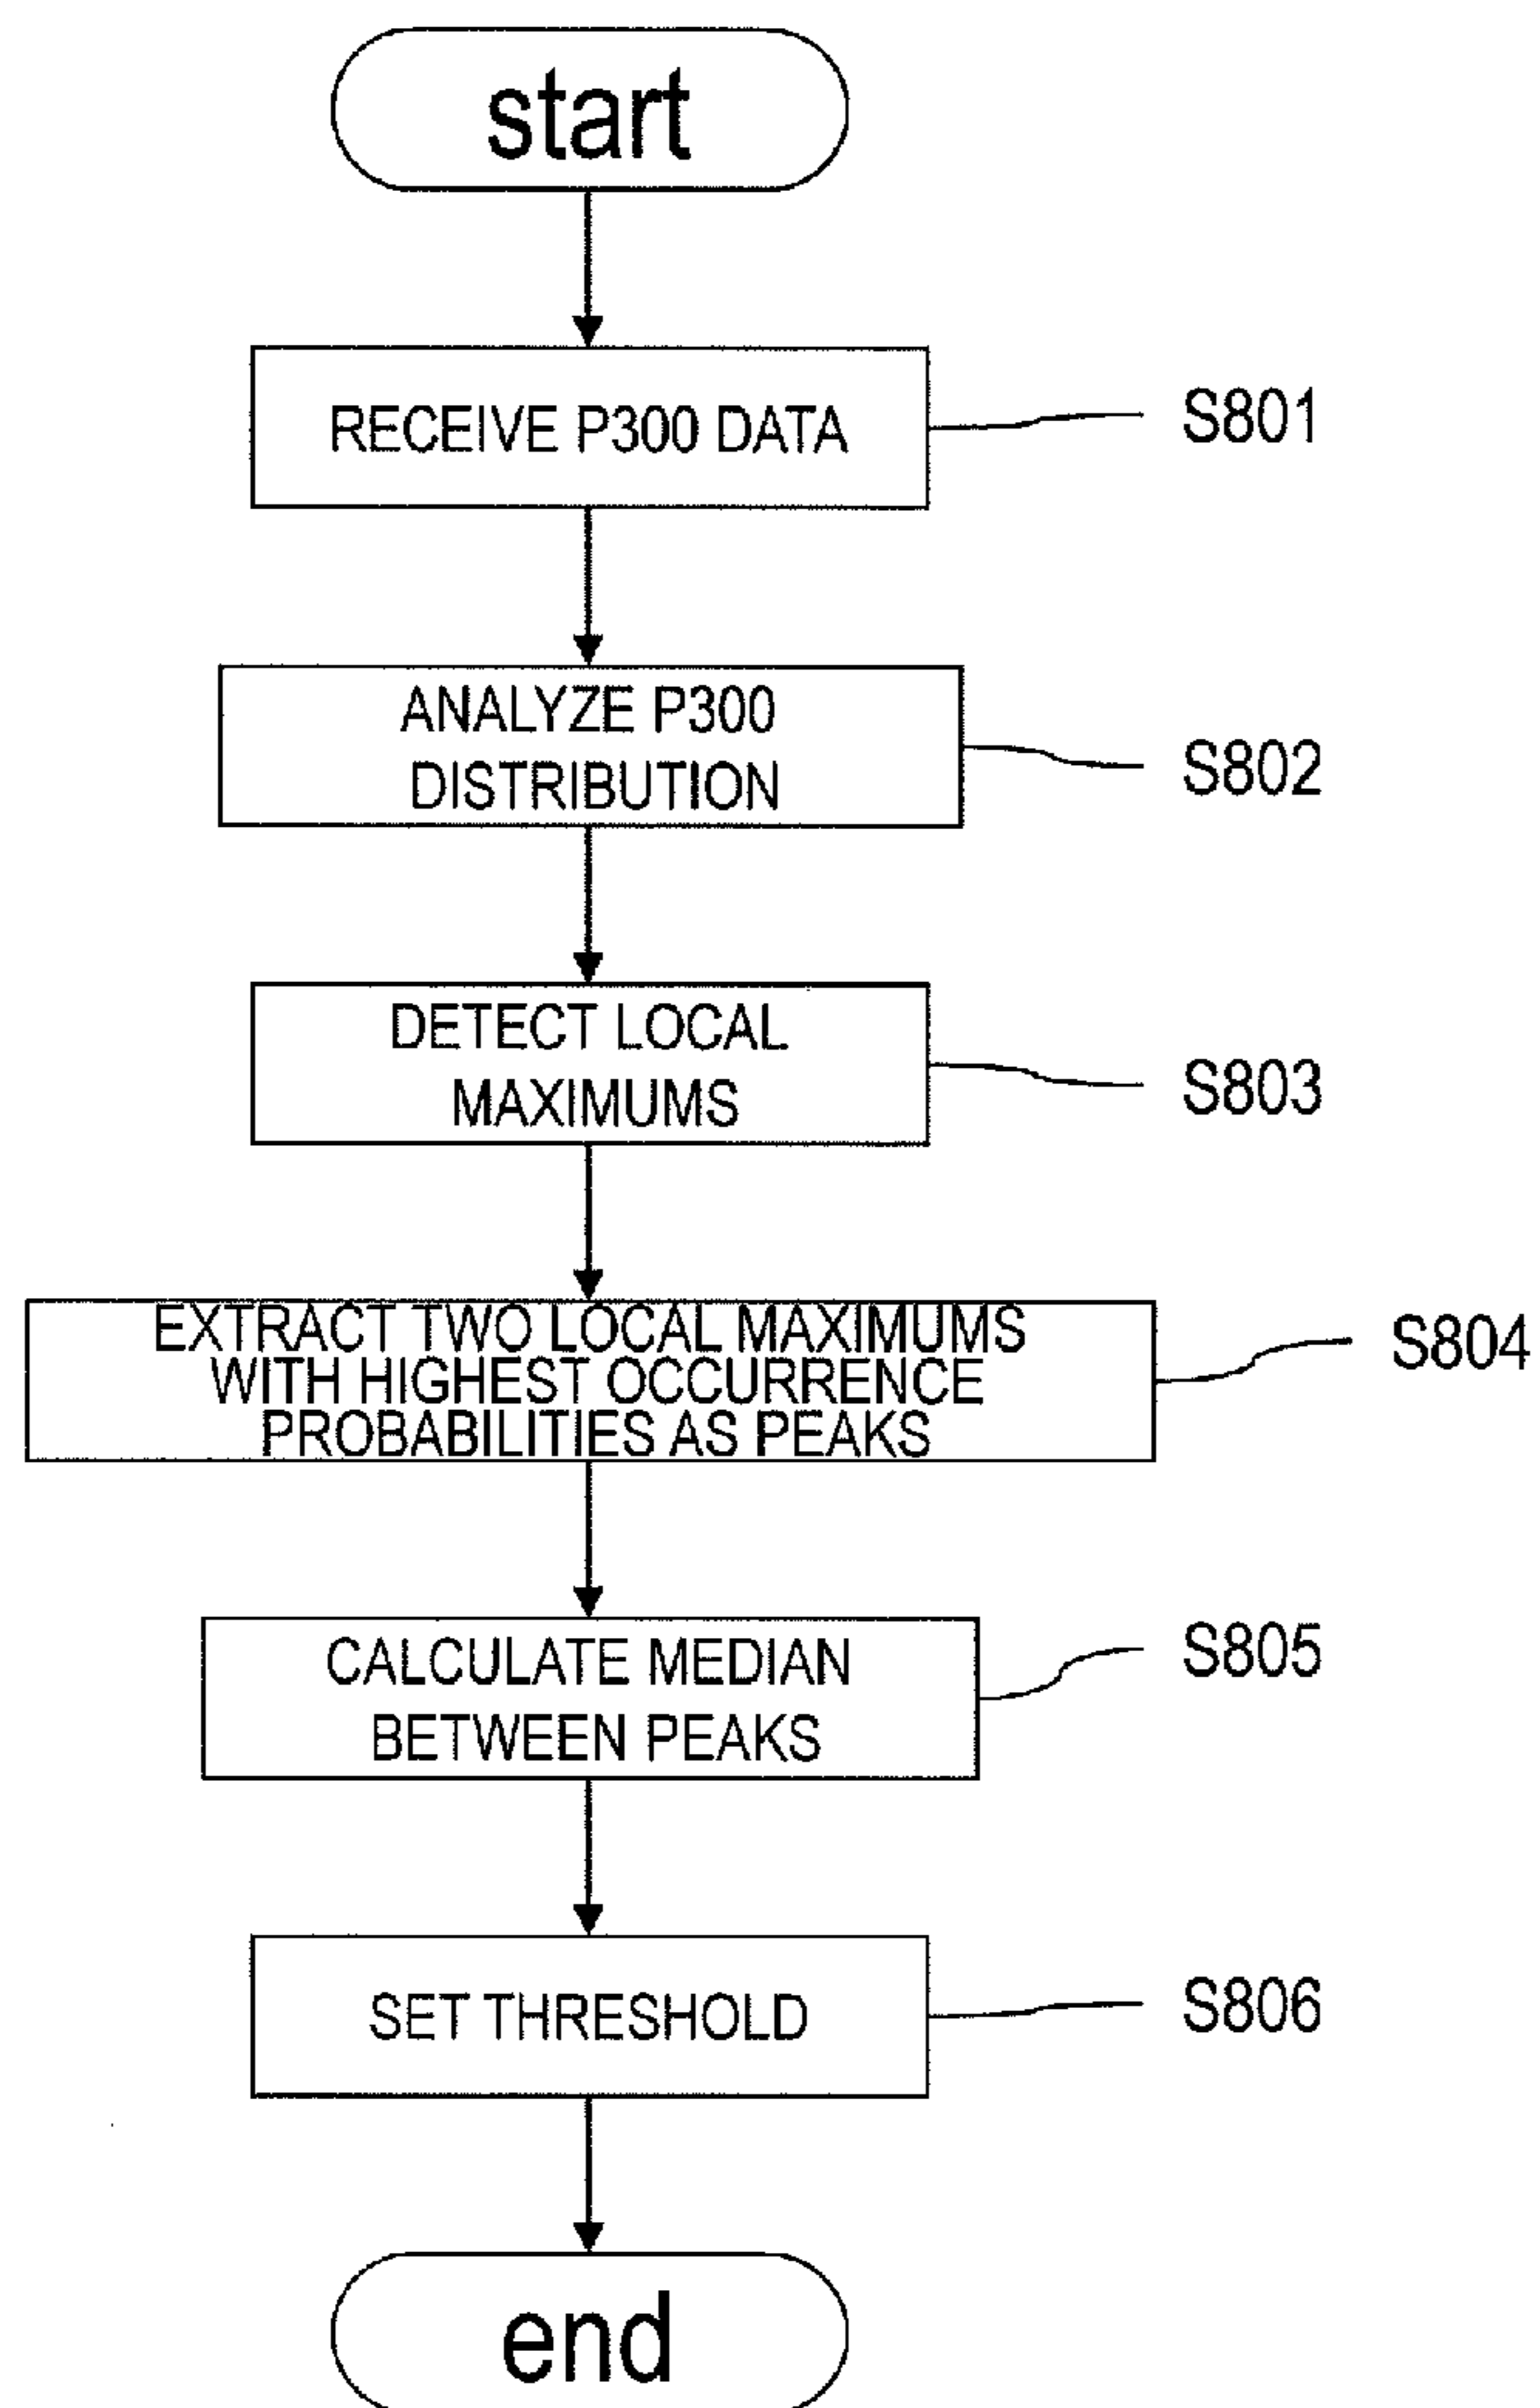 start
RECEIVE P300 DATA
S801
ANALYZE P300
DISTRIBUTION
S802
DETECT LOCAL
MAXIMUMS
S803
EXTRACT TWO LOCAL MAXIMUMS
WITH HIGHEST OCCURRENCE
PROBABILITIES AS PEAKS
S804
CALCULATE MEDIAN
BETWEEN PEAKS
S805
SET THRESHOLD
S806
end